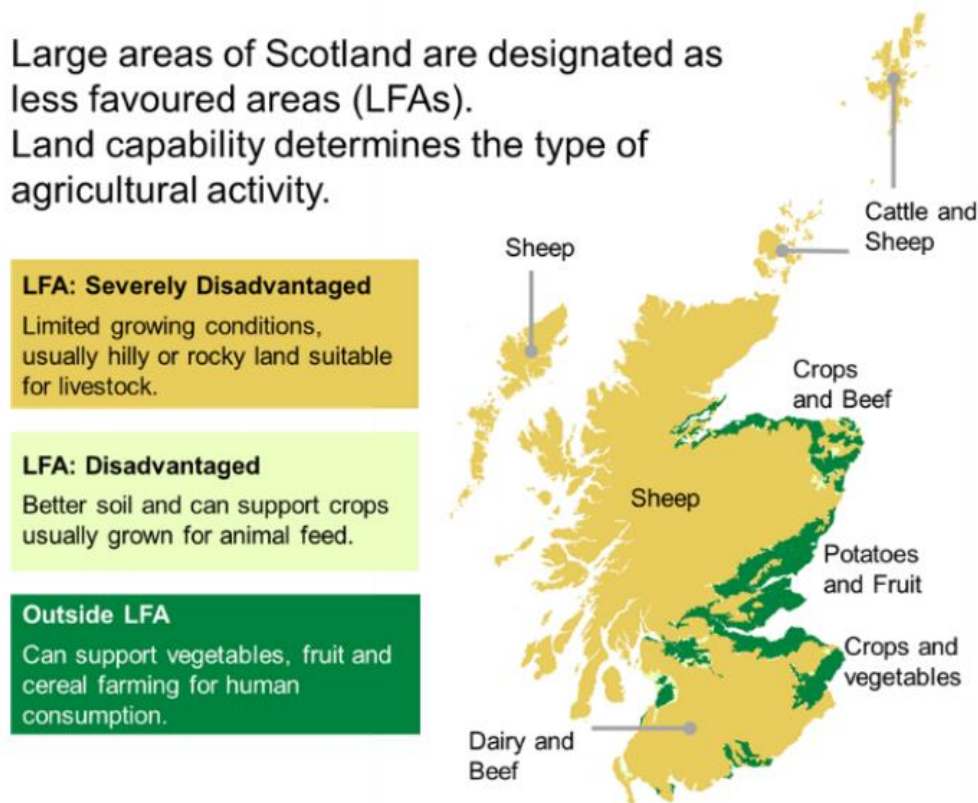 Large areas of Scotland are designated as
less favoured areas (LFAs).
Land capability determines the type of
agricultural activity.
LFA: Severely Disadvantaged
Limited growing conditions,
usually hilly or rocky land suitable
for livestock.
LFA: Disadvantaged
Better soil and can support crops
usually grown for animal feed.
Outside LFA
Can support vegetables, fruit and
cereal farming for human
consumption.
Cattle and
Sheep
Sheep
Crops
and Beef
Sheep
Potatoes
and Fruit
Crops and
vegetables
Dairy and
Beef